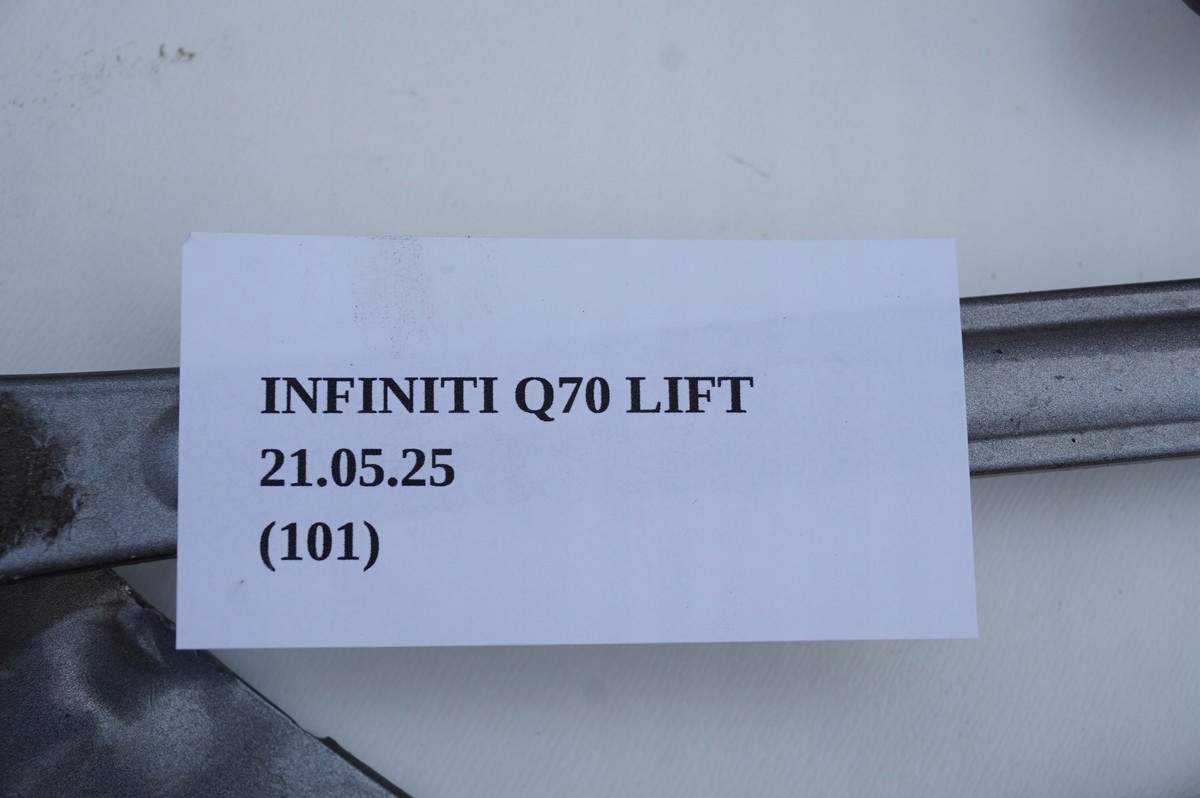 INFINITI Q70 LIFT
21.05.25
(101)